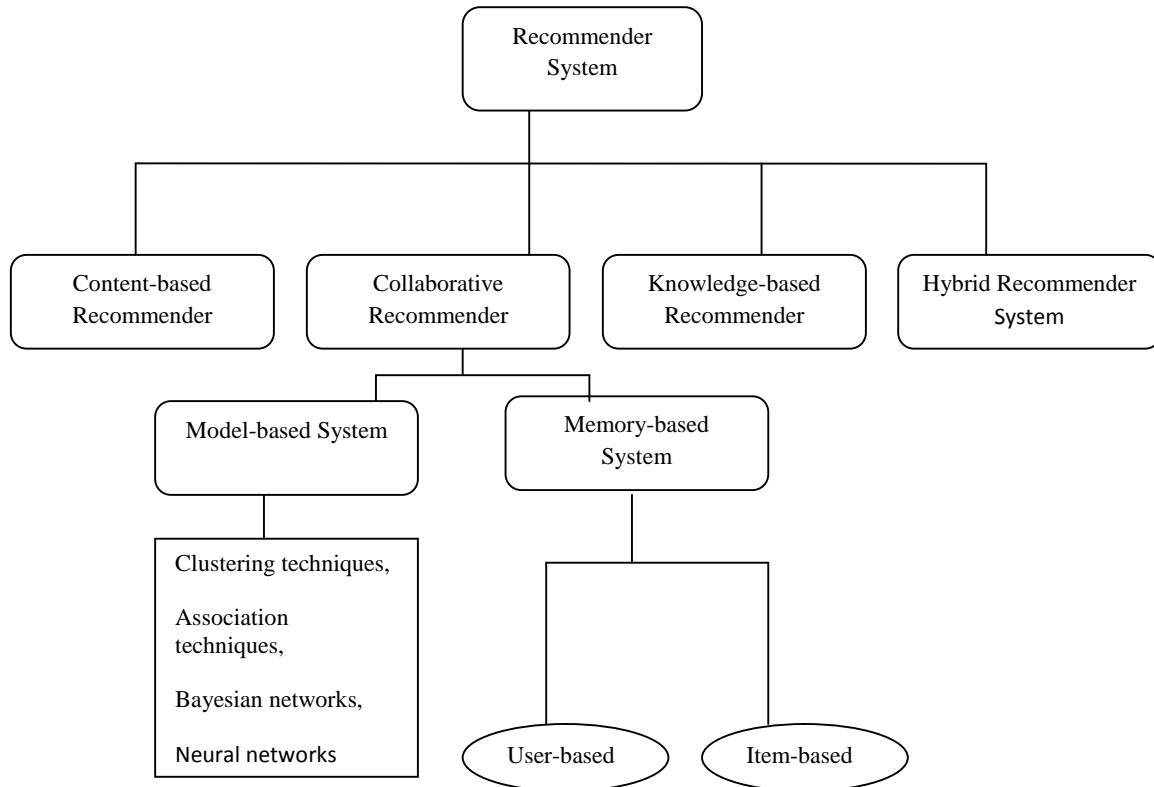 Recommender
System
Content-based
Recommender
Collaborative
Recommender
Knowledge-based
Recommender
Hybrid Recommender
System
Model-based System
Memory-based
System
Clustering techniques,
Association
techniques,
Bayesian networks,
Neural networks
User-based
Item-based